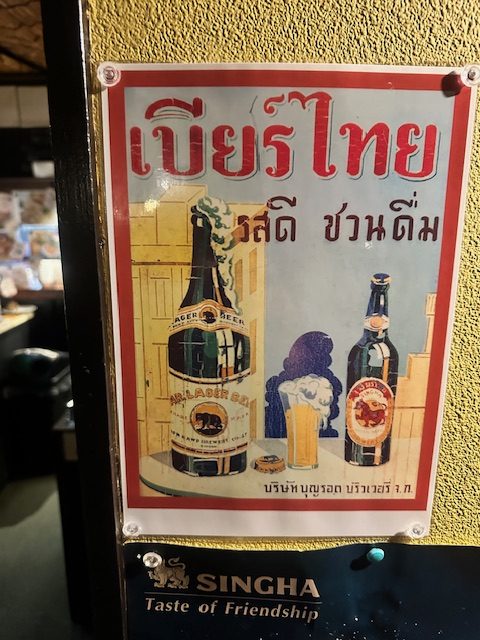 เบียร์ไทย
รสดี ชวนดื่ม
LAGER BEER
LAGER BEER
บริษัท บุญรอด บริวเวอรี่ จ.ก.
SINGHA
Taste of Friendship